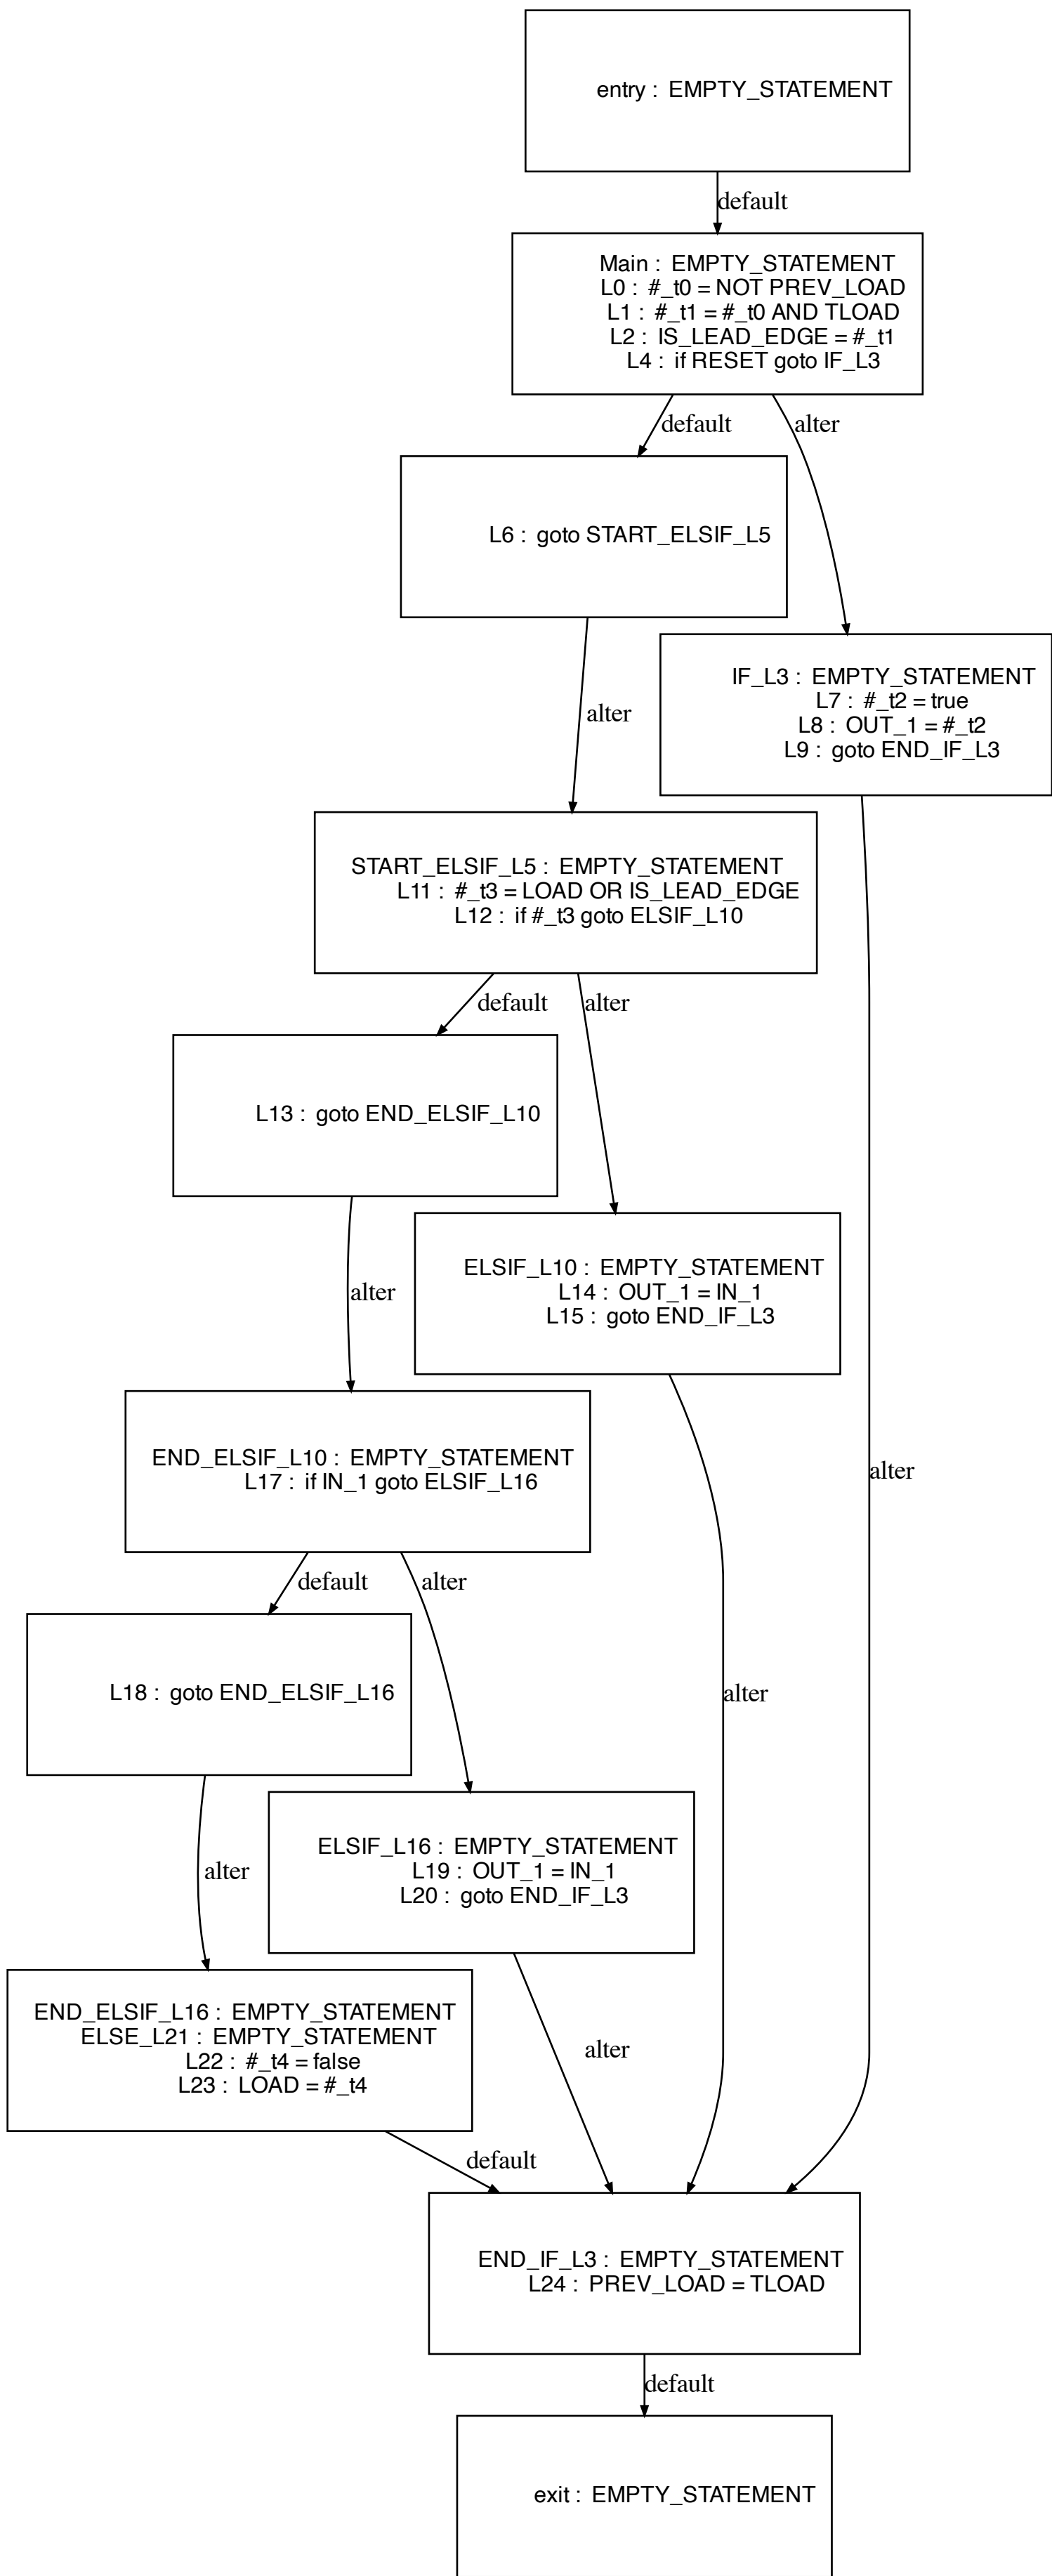 entry : EMPTY_STATEMENT
default
Main : EMPTY_STATEMENT
L0 : #_t0 = NOT PREV_LOAD
L1 : #_t1 = #_t0 AND TLOAD
L2 : IS_LEAD_EDGE = #_t1
L4 : if RESET goto IF_L3
default
alter
L6 : goto START_ELSIF_L5
IF_L3 : EMPTY_STATEMENT
L7 : #_t2 = true
L8 : OUT_1 = #_t2
L9 : goto END_IF_L3
alter
START_ELSIF_L5 : EMPTY_STATEMENT
L11 : #_t3 = LOAD OR IS_LEAD_EDGE
L12 : if #_t3 goto ELSIF_L10
default
alter
L13 : goto END_ELSIF_L10
ELSIF_L10 : EMPTY_STATEMENT
L14 : OUT_1 = IN_1
L15 : goto END_IF_L3
alter
END_ELSIF_L10 : EMPTY_STATEMENT
L17 : if IN_1 goto ELSIF_L16
alter
default
alter
L18 : goto END_ELSIF_L16
alter
ELSIF_L16 : EMPTY_STATEMENT
L19 : OUT_1 = IN_1
L20 : goto END_IF_L3
alter
END_ELSIF_L16 : EMPTY_STATEMENT
ELSE_L21 : EMPTY_STATEMENT
L22 : #_t4 = false
L23 : LOAD = #_t4
alter
default
END_IF_L3 : EMPTY_STATEMENT
L24 : PREV_LOAD = TLOAD
default
exit : EMPTY_STATEMENT